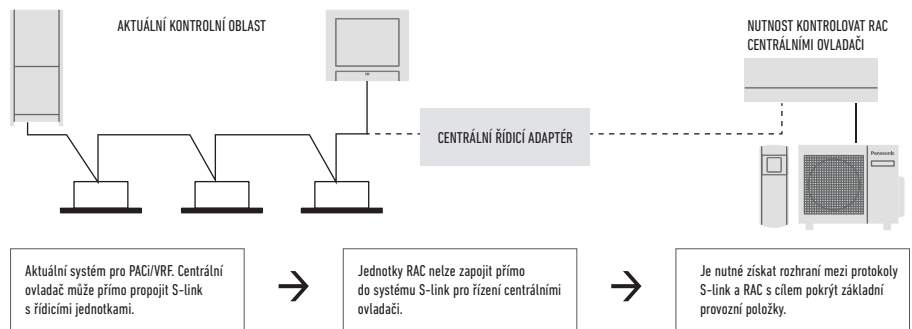 AKTUÁLNÍ KONTROLNÍ OBLAST
NUTNOST KONTROLOVAT RAC
CENTRÁLNÍMI OVLADAČI
CENTRÁLNÍ ŘÍDICÍ ADAPTÉR
Panasonic
Aktuální systém pro PACi/VRF. Centrální
ovladač může přímo propojit S-link
s řídicími jednotkami.
Jednotky RAC nelze zapojit přímo
do systému S-link pro řízení centrálními
ovladači.
Je nutné získat rozhraní mezi protokoly
S-link a RAC s cílem pokrýt základní
provozní položky.